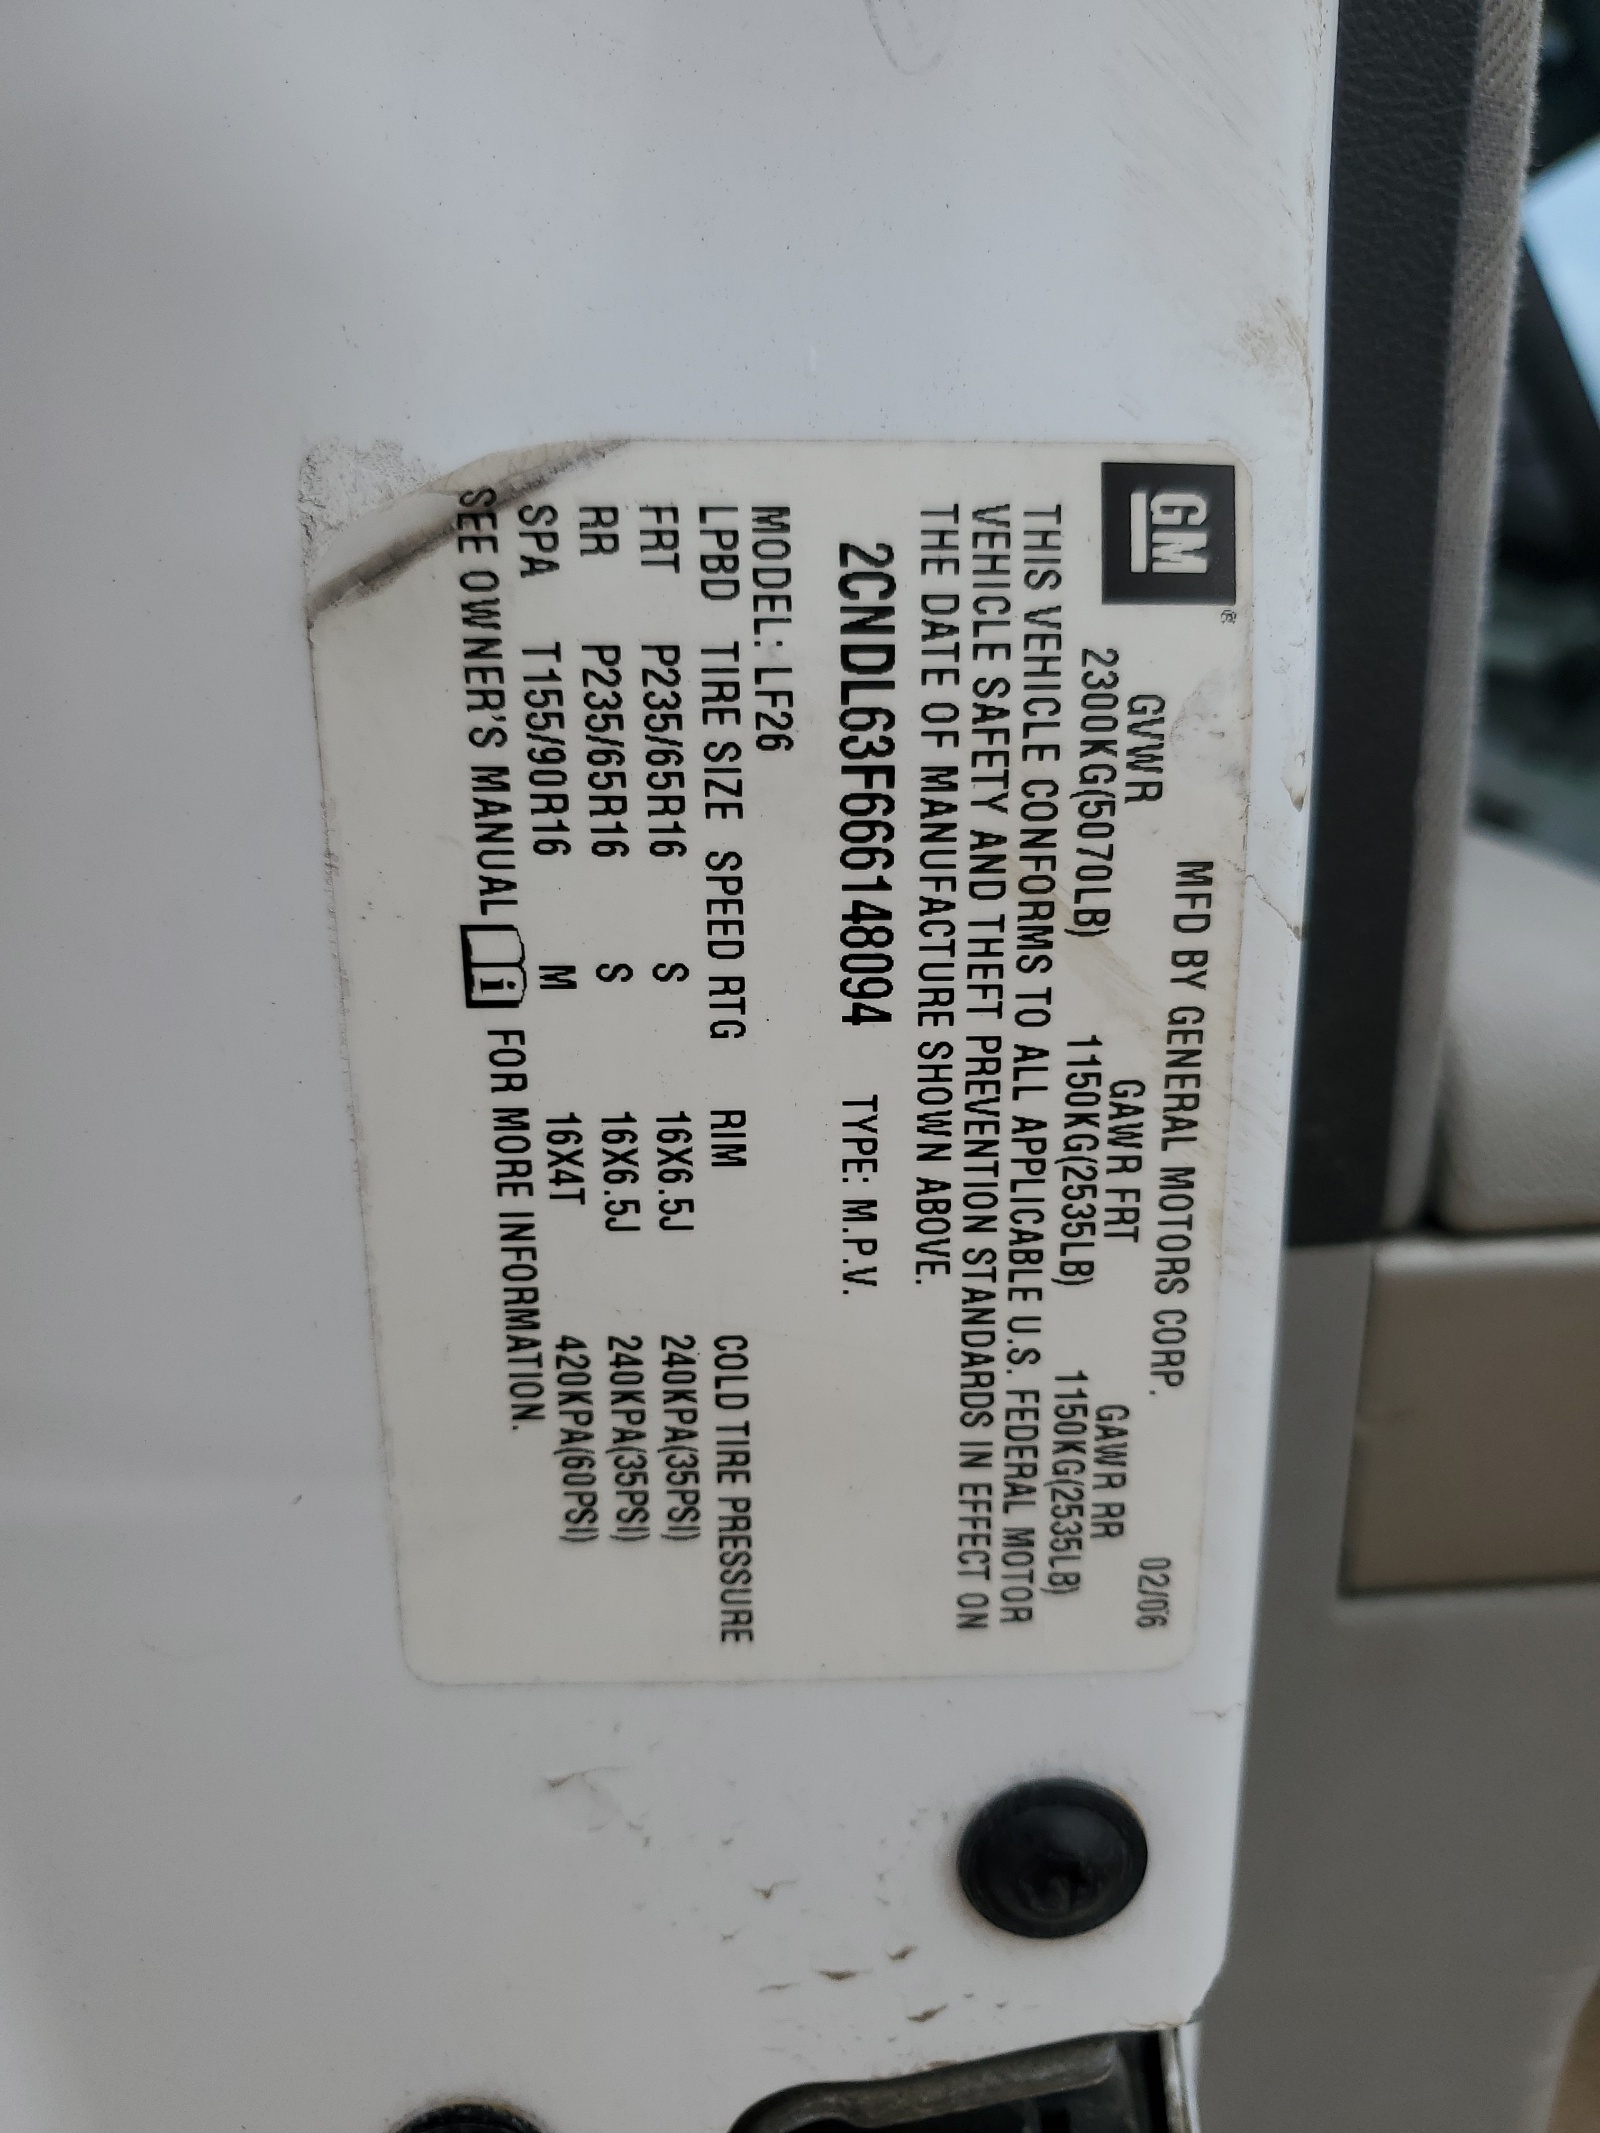 GM®
MFD BY GENERAL MOTORS CORP. 02/06
GVWR GAWR FRT GAWR RR
2300KG(5070LB) 1150KG(2535LB) 1150KG(2535LB)
THIS VEHICLE CONFORMS TO ALL APPLICABLE U.S. FEDERAL MOTOR
VEHICLE SAFETY AND THEFT PREVENTION STANDARDS IN EFFECT ON
THE DATE OF MANUFACTURE SHOWN ABOVE.
2CNDL63F666148094 TYPE: M.P.V.
MODEL: LF26
LPBD TIRE SIZE SPEED RTG RIM COLD TIRE PRESSURE
FRT P235/65R16 S 16X6.5J 240KPA(35PSI)
RR P235/65R16 S 16X6.5J 240KPA(35PSI)
SPA T155/90R16 M 16X4T 420KPA(60PSI)
SEE OWNER'S MANUAL i FOR MORE INFORMATION.